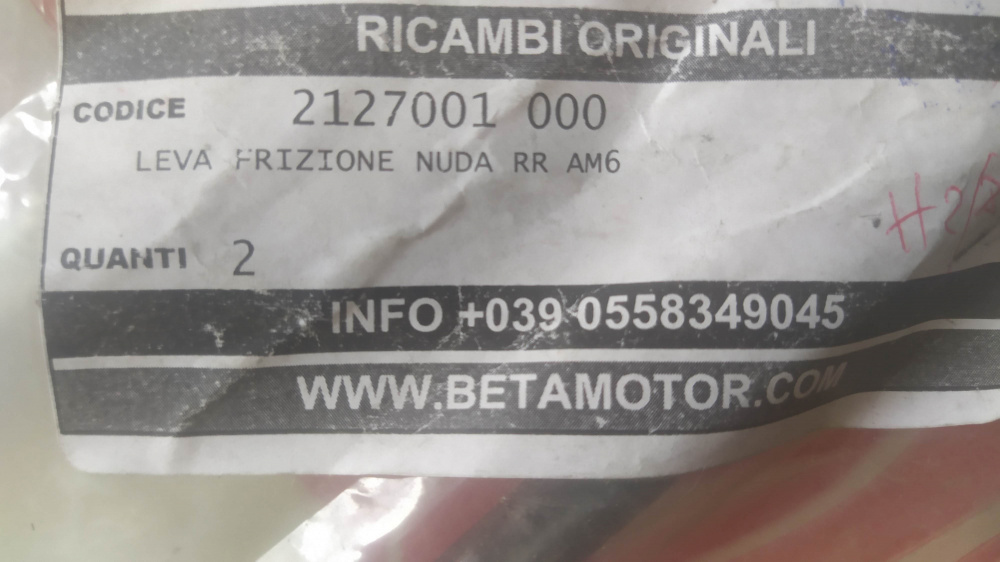 RICAMBI ORIGINALI
CODICE 2127001 000
LEVA FRIZIONE NUDA RR AM6
QUANTI 2
INFO +039 0558349045
WWW.BETAMOTOR.COM